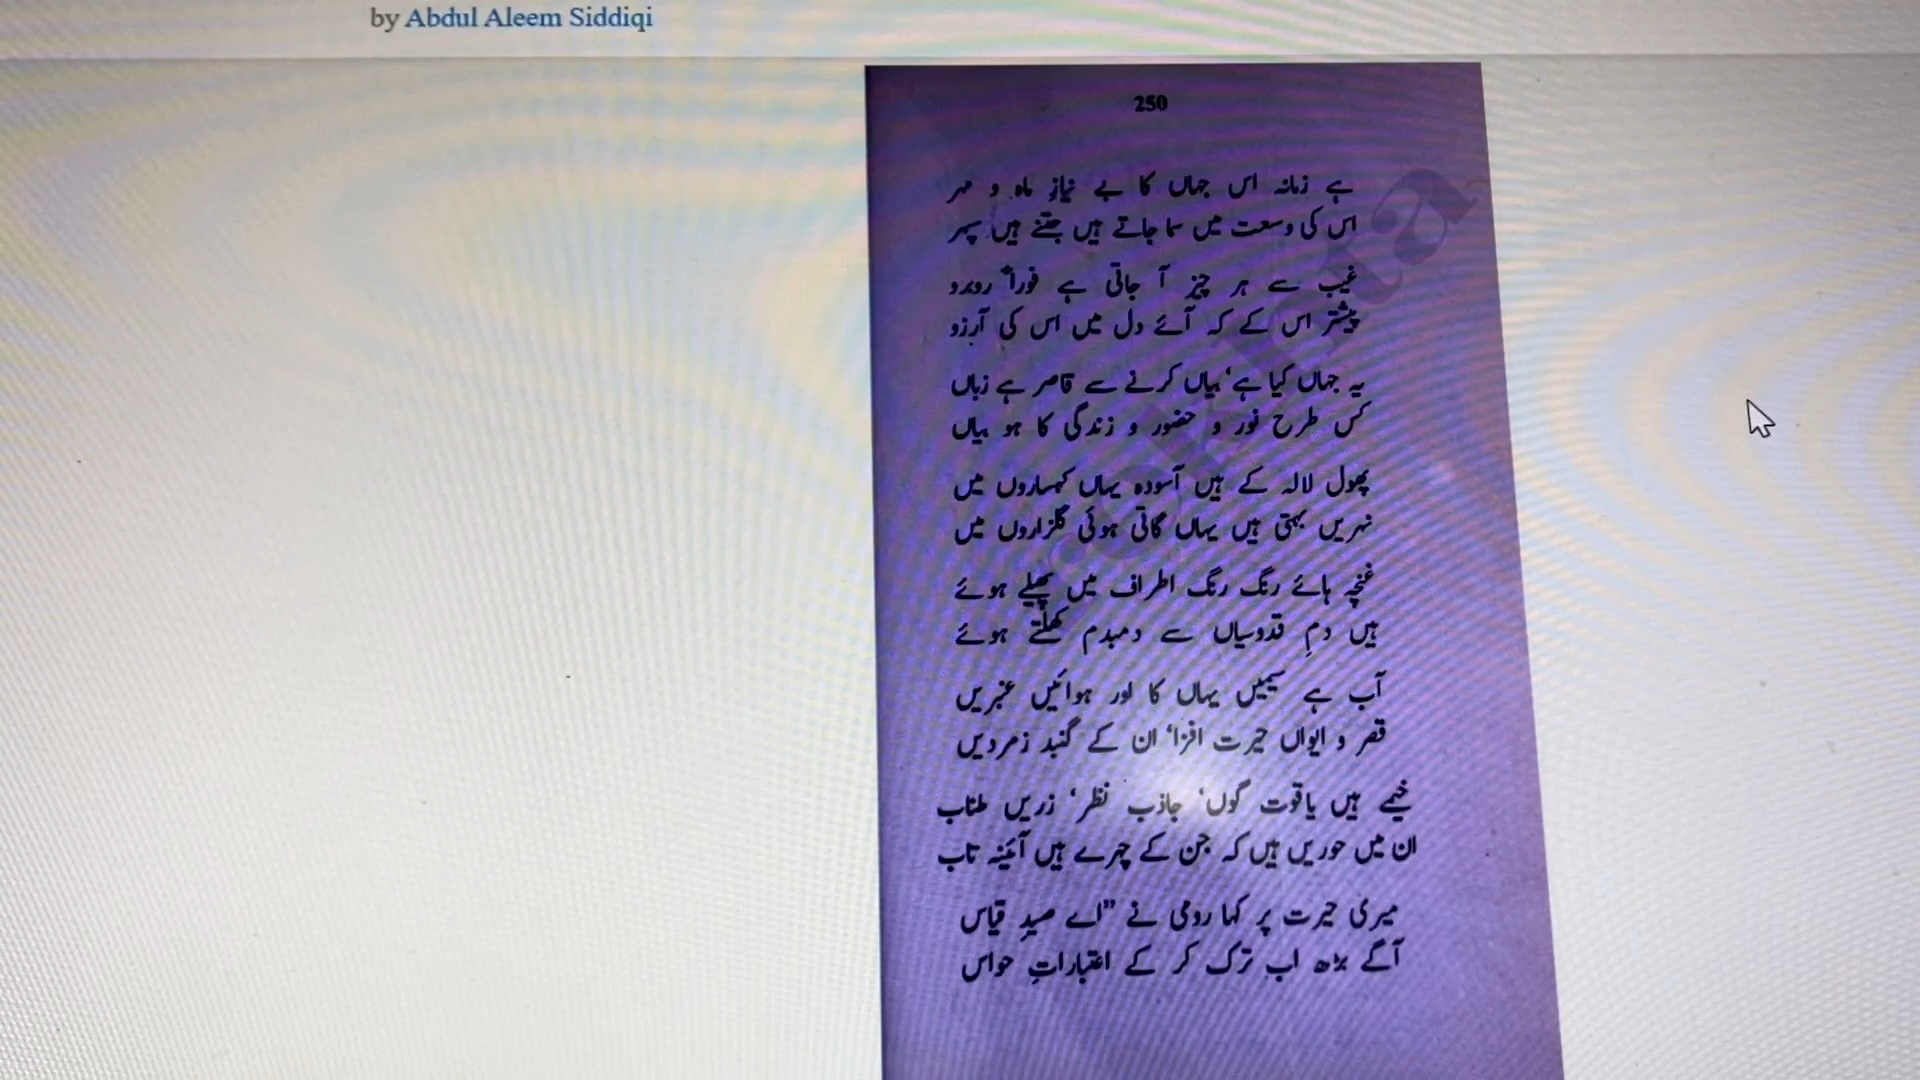 by Abdul Aleem Siddiqi
250
ہے زمانہ اس جہاں کا بے نیازِ ماہ و مہر
اس کی وسعت میں سما جاتے ہیں جتنے ہیں سپہر
غیب سے ہر چیز آ جاتی ہے فوراً روبرو
پیشتر اس کے کہ آئے دل میں اس کی آرزو
یہ جہاں کیا ہے، بیاں کرنے سے قاصر ہے زباں
کس طرح نور و حضور و زندگی کا ہو بیاں
پھول لالہ کے ہیں آسودہ یہاں کہساروں میں
نہریں بہتی ہیں یہاں گاتی ہوئی گلزاروں میں
غنچہ ہائے رنگ رنگ اطراف میں پھیلے ہوئے
ہیں دمِ قدوسیاں سے دمبدم کھلتے ہوئے
آب ہے سیمیں یہاں کا اور ہوائیں عنبریں
قصر و ایواں حیرت افزا، ان کے گنبد زمردیں
خیمے ہیں یاقوت گوں، جاذب نظر، زریں طناب
ان میں حوریں ہیں کہ جن کے چہرے ہیں آئینہ تاب
میری حیرت پر کہا رومی نے "اے صیدِ قیاس
آگے بڑھ اب ترک کر کے اعتباراتِ حواس